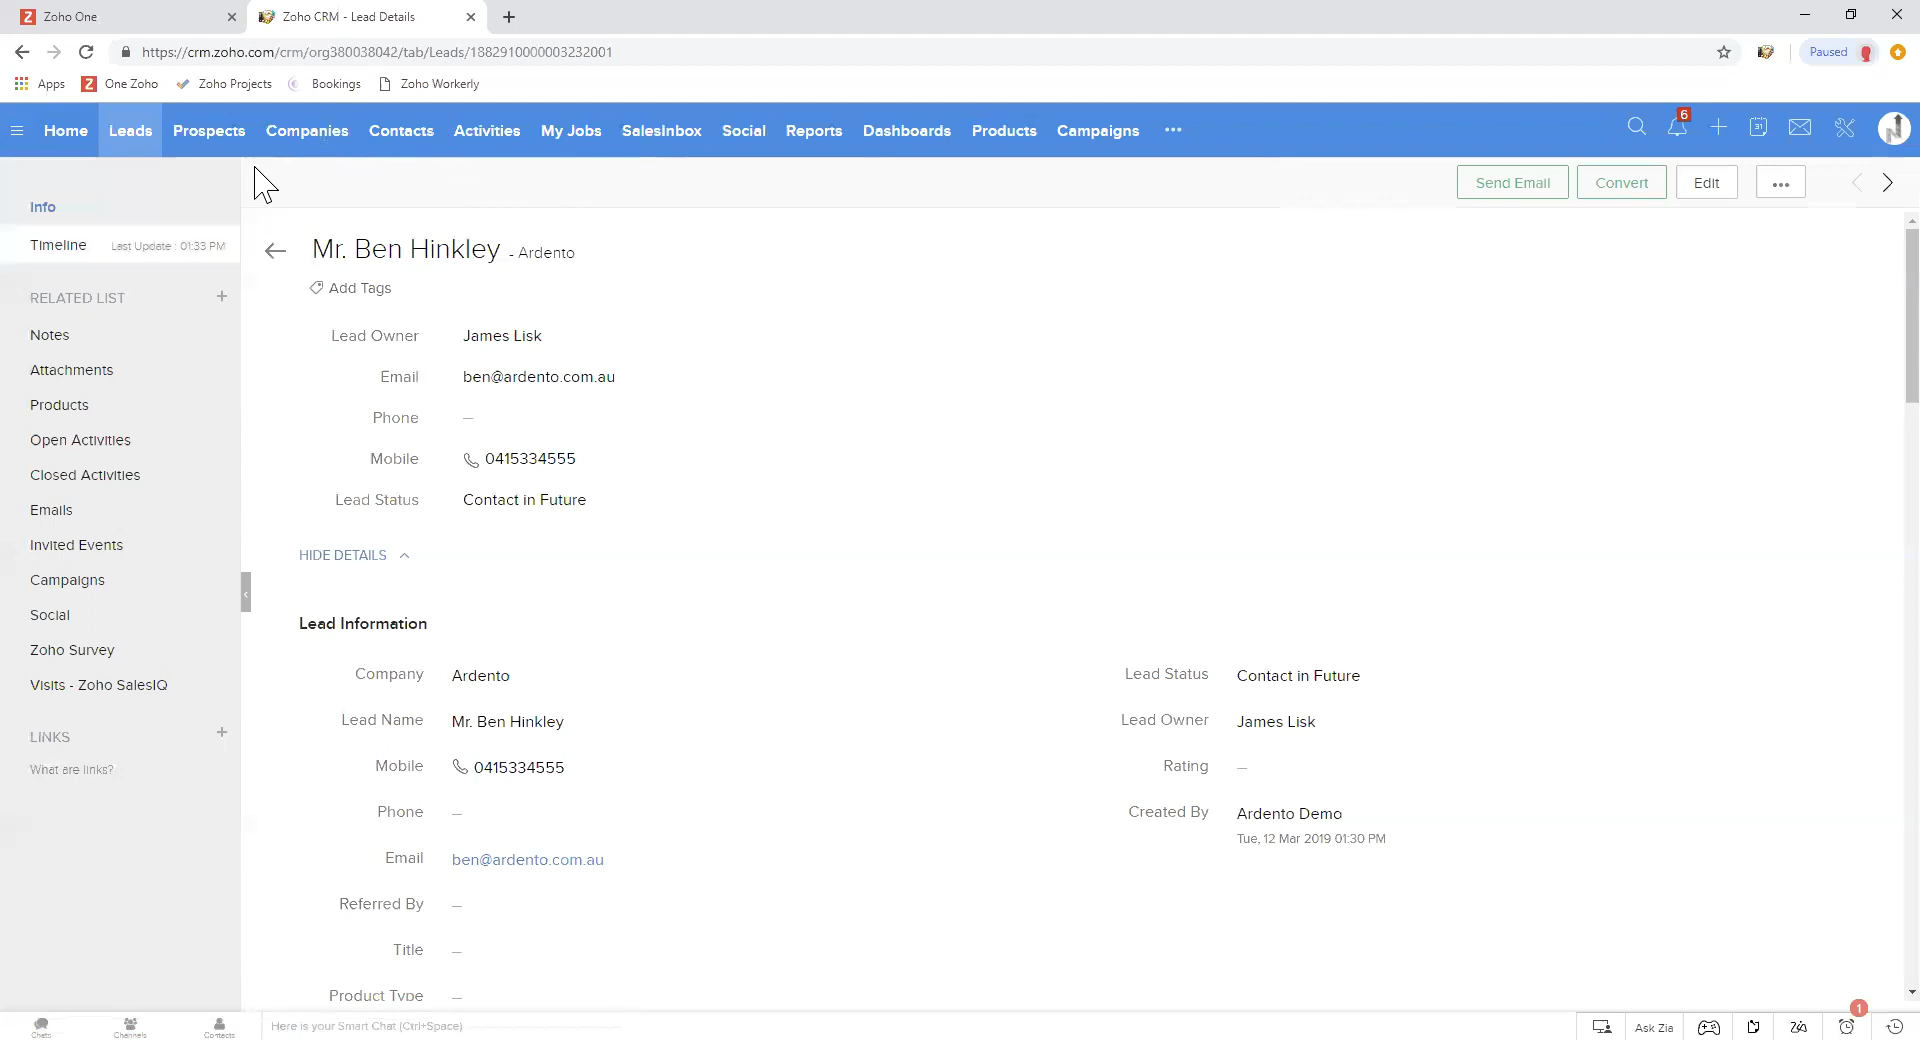 Zoho One
Zoho CRM - Lead Details
https://crm.zoho.com/crm/org380038042/tab/Leads/1882910000003232001
Paused
Apps
One Zoho
Zoho Projects
Bookings
Zoho Workerly
Home
Leads
Prospects
Companies
Contacts
Activities
My Jobs
SalesInbox
Social
Reports
Dashboards
Products
Campaigns
6
31
Info
Send Email
Convert
Edit
Timeline
Last Update : 01:33 PM
Mr. Ben Hinkley - Ardento
Add Tags
RELATED LIST
Notes
Attachments
Products
Open Activities
Closed Activities
Emails
Invited Events
Campaigns
Social
Zoho Survey
Visits - Zoho SalesIQ
LINKS
What are links?
Lead Owner James Lisk
Email ben@ardento.com.au
Phone —
Mobile 0415334555
Lead Status Contact in Future
HIDE DETAILS
Lead Information
Company Ardento
Lead Status Contact in Future
Lead Name Mr. Ben Hinkley
Lead Owner James Lisk
Mobile 0415334555
Rating —
Phone —
Created By Ardento Demo
Tue, 12 Mar 2019 01:30 PM
Email ben@ardento.com.au
Referred By —
Title —
Product Type —
Chats
Channels
Contacts
Here is your Smart Chat (Ctrl+Space)
Ask Zia
1